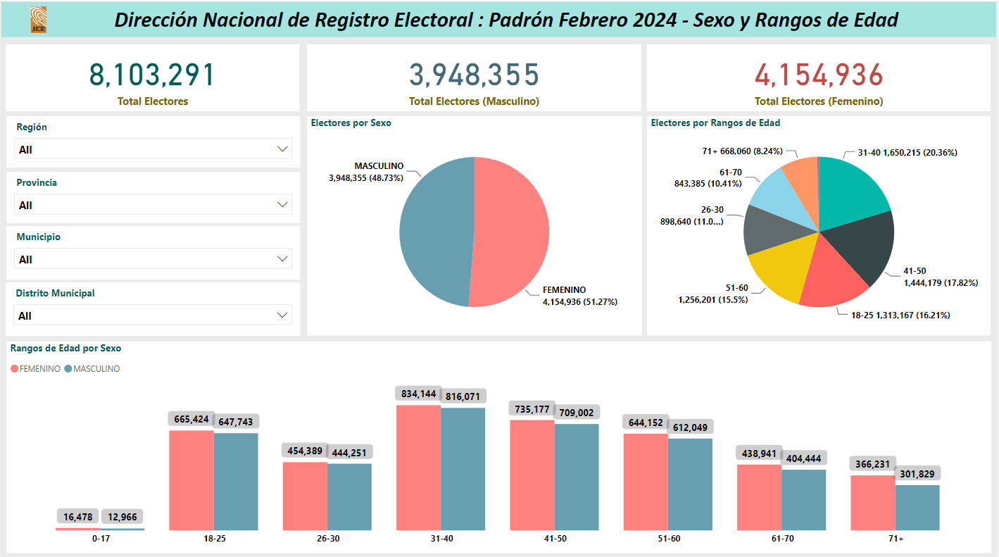 JCE
Dirección Nacional de Registro Electoral : Padrón Febrero 2024 - Sexo y Rangos de Edad
8,103,291
Total Electores
3,948,355
Total Electores (Masculino)
4,154,936
Total Electores (Femenino)
Región
All
Provincia
All
Municipio
All
Distrito Municipal
All
Electores por Sexo
MASCULINO
3,948,355 (48.73%)
FEMENINO
4,154,936 (51.27%)
Electores por Rangos de Edad
71+ 668,060 (8.24%)
31-40 1,650,215 (20.36%)
61-70
843,385 (10.41%)
26-30
898,640 (11.0...)
41-50
1,444,179 (17.82%)
51-60
1,256,201 (15.5%)
18-25 1,313,167 (16.21%)
Rangos de Edad por Sexo
FEMENINO MASCULINO
834,144 816,071
735,177 709,002
665,424 647,743
644,152 612,049
454,389 444,251
438,941 404,444
366,231 301,829
16,478 12,966
0-17 18-25 26-30 31-40 41-50 51-60 61-70 71+